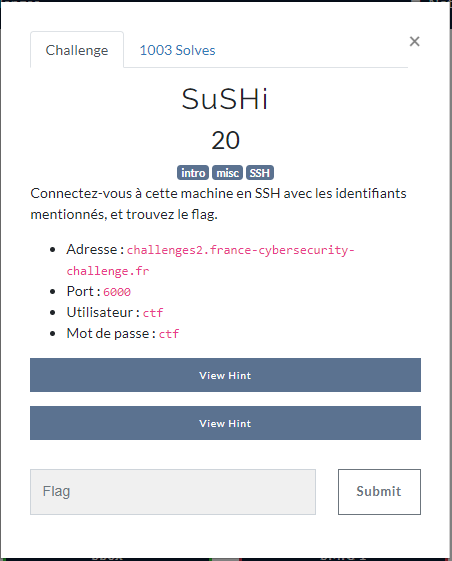 Challenge
1003 Solves
×
SuSHi
20
intro misc SSH
Connectez-vous à cette machine en SSH avec les identifiants
mentionnés, et trouvez le flag.
• Adresse : challenges2.france-cybersecurity-
challenge.fr
• Port : 6000
• Utilisateur : ctf
• Mot de passe : ctf
View Hint
View Hint
Flag
Submit